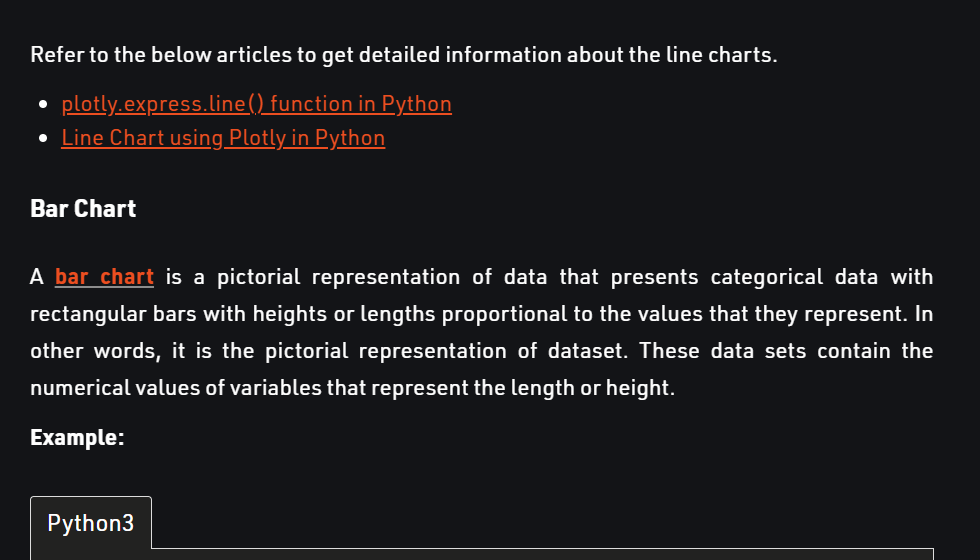 Refer to the below articles to get detailed information about the line charts.
plotly.express.line() function in Python
Line Chart using Plotly in Python
Bar Chart
A bar chart is a pictorial representation of data that presents categorical data with
rectangular bars with heights or lengths proportional to the values that they represent. In
other words, it is the pictorial representation of dataset. These data sets contain the
numerical values of variables that represent the length or height.
Example:
Python3